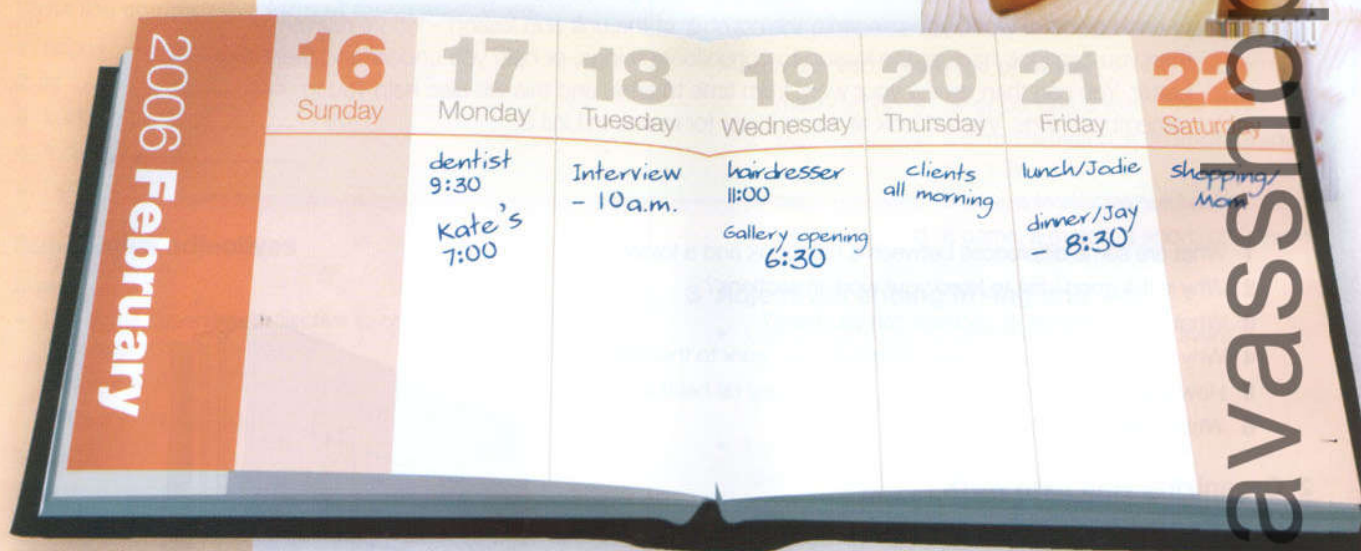 2006 February
16
Sunday
17
Monday
dentist
9:30
Kate's
7:00
18
Tuesday
Interview
– 10a.m.
19
Wednesday
hairdresser
11:00
Gallery opening
6:30
20
Thursday
clients
all morning
21
Friday
lunch/Jodie
dinner/Jay
– 8:30
22
Saturday
shopping/
Mom
avasshop